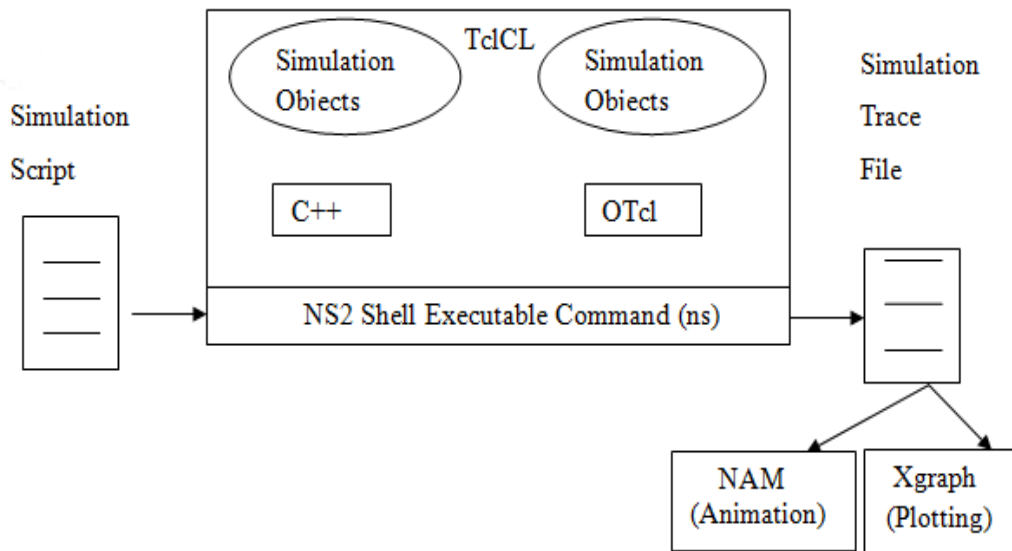 Simulation
Script
TclCL
Simulation
Obiects
Simulation
Obiects
C++
OTcl
NS2 Shell Executable Command (ns)
Simulation
Trace
File
NAM
(Animation)
Xgraph
(Plotting)